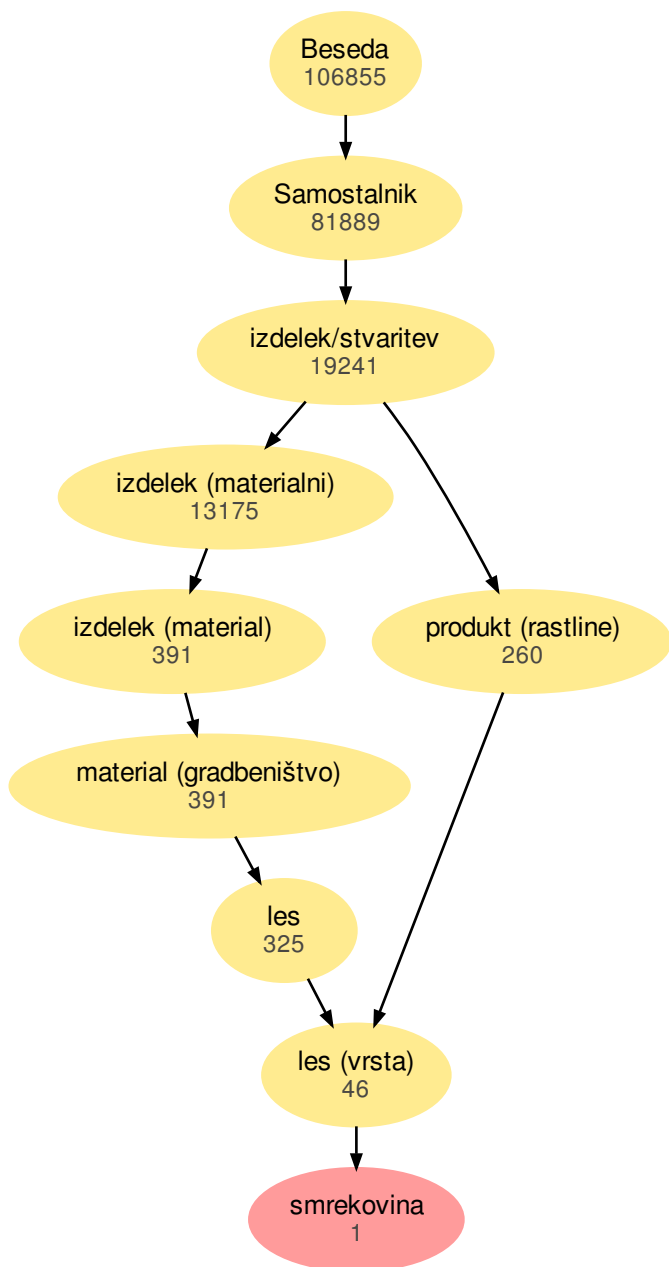 Beseda
106855
Samostalnik
81889
izdelek/stvaritev
19241
izdelek (materialni)
13175
izdelek (material)
391
produkt (rastline)
260
material (gradbeništvo)
391
les
325
les (vrsta)
46
smrekovina
1